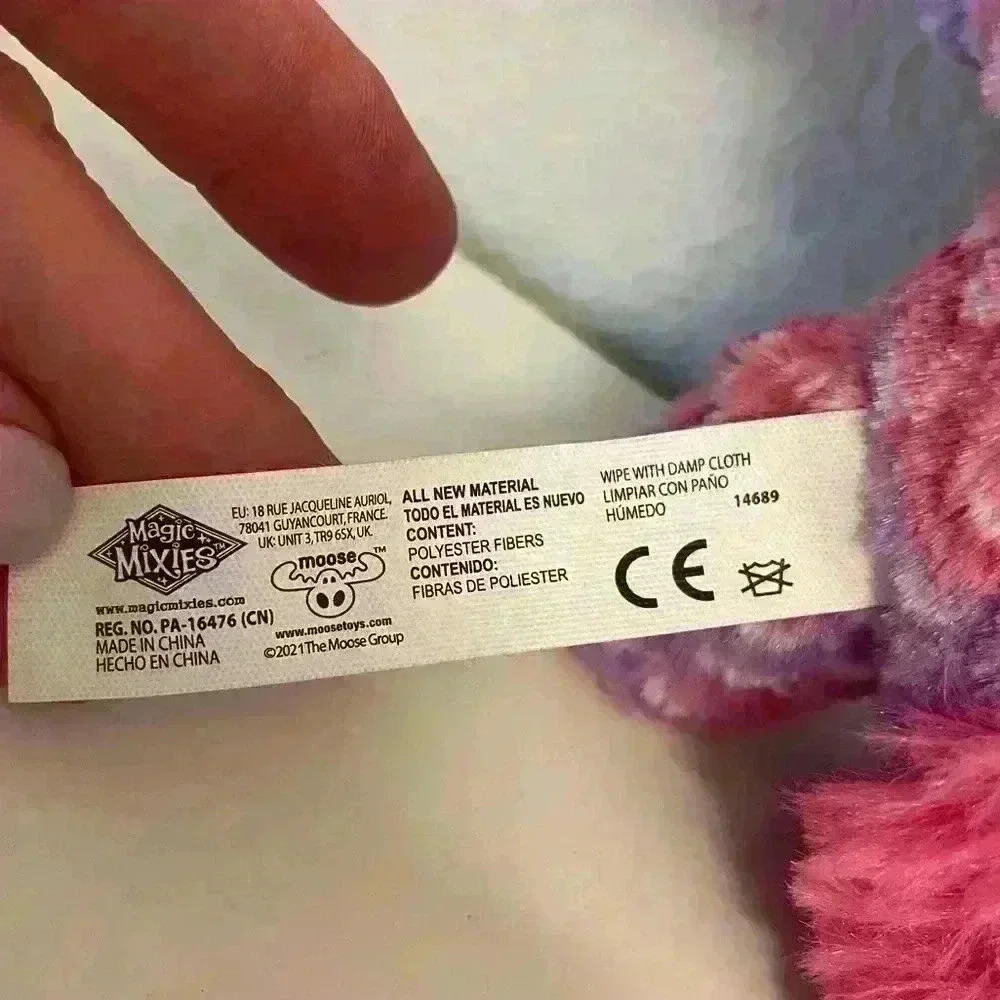 Magic
MIXIES™
www.magicmixies.com
REG. NO. PA-16476 (CN)
MADE IN CHINA
HECHO EN CHINA
EU: 18 RUE JACQUELINE AURIOL,
78041 GUYANCOURT, FRANCE.
UK: UNIT 3, TR9 6SX, UK.
moose™
www.moosetoys.com
©2021 The Moose Group
ALL NEW MATERIAL
TODO EL MATERIAL ES NUEVO
CONTENT:
POLYESTER FIBERS
CONTENIDO:
FIBRAS DE POLIESTER
WIPE WITH DAMP CLOTH
LIMPIAR CON PAÑO
HÚMEDO
14689
CE